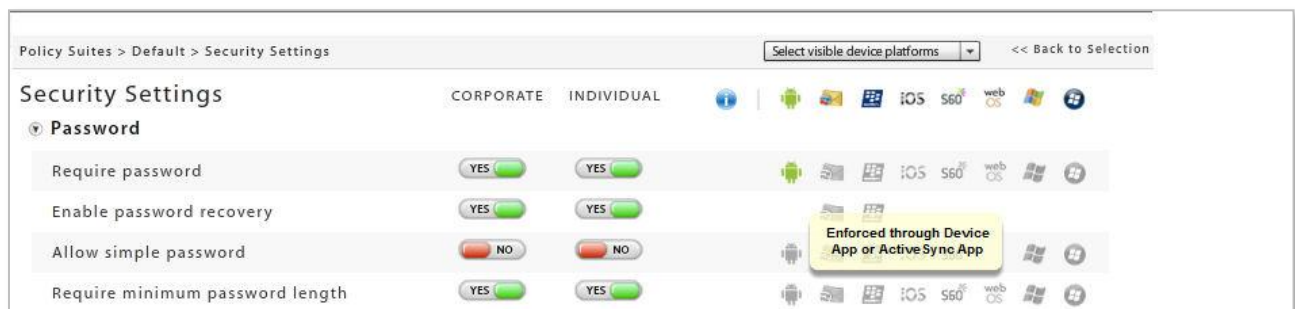 Policy Suites > Default > Security Settings Select visible device platforms << Back to Selection
Security Settings CORPORATE INDIVIDUAL iOS S60 web OS
Password
Require password YES YES iOS S60 web OS
Enable password recovery YES YES
Enforced through Device
App or ActiveSync App
Allow simple password NO NO
Require minimum password length YES YES iOS S60 web OS